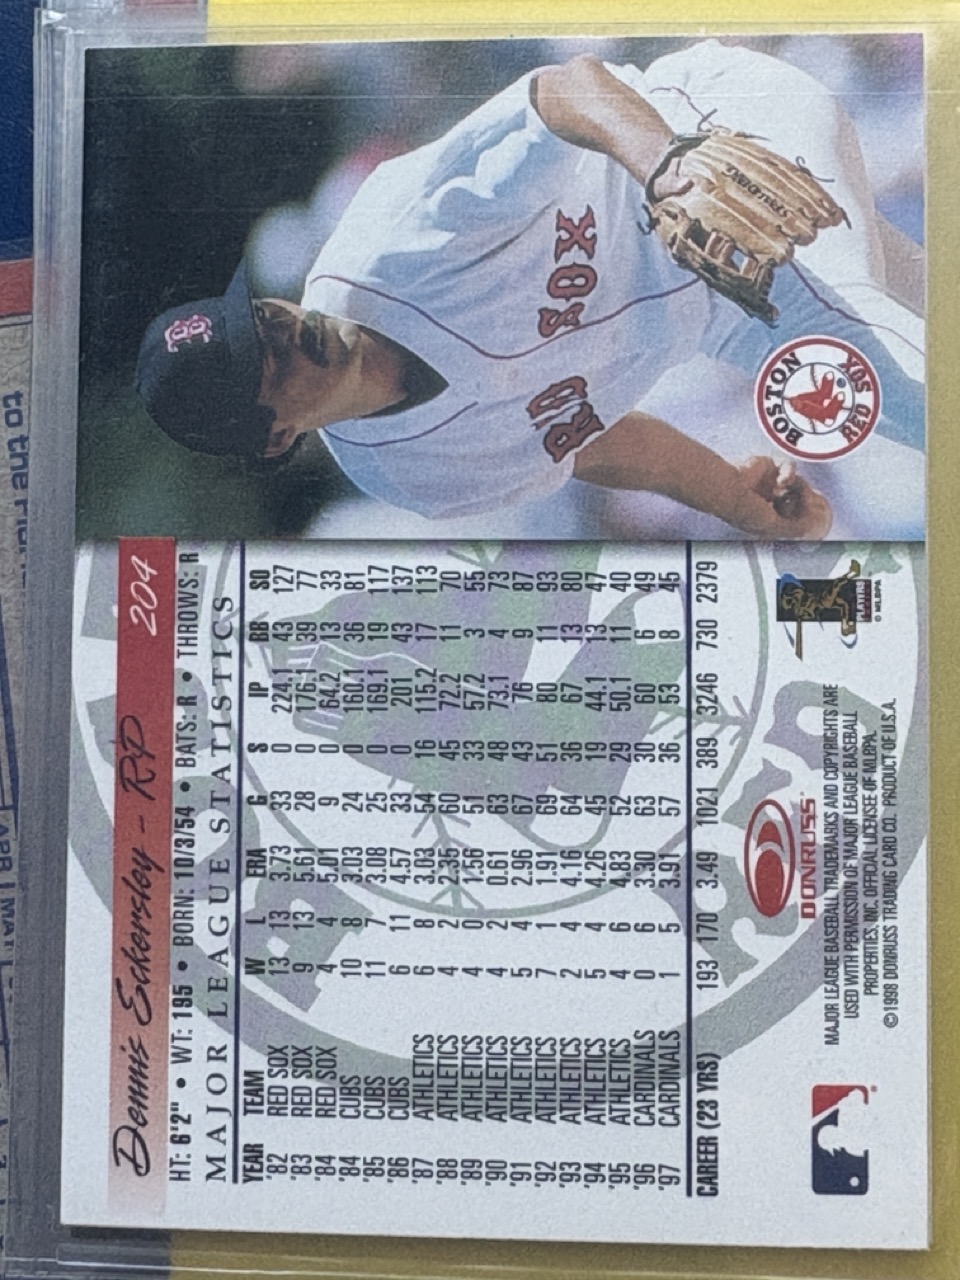 Dennis Eckersley - RP 204
HT: 6'2" • WT: 195 • BORN: 10/3/54 • BATS: R • THROWS: R
MAJOR LEAGUE STATISTICS
YEAR TEAM W L ERA G S IP BB SO
'82 RED SOX 13 13 3.73 33 0 224.1 43 127
'83 RED SOX 9 13 5.61 28 0 176.1 39 77
'84 RED SOX 4 4 5.01 9 0 64.2 13 33
'84 CUBS 10 8 3.03 24 0 160.1 36 81
'85 CUBS 11 7 3.08 25 0 169.1 19 117
'86 CUBS 6 11 4.57 33 0 201 43 137
'87 ATHLETICS 6 8 3.03 54 16 115.2 17 113
'88 ATHLETICS 4 2 2.35 60 45 72.2 11 70
'89 ATHLETICS 4 0 1.56 51 33 57.2 3 55
'90 ATHLETICS 4 2 0.61 63 48 73.1 4 73
'91 ATHLETICS 5 4 2.96 67 43 76 9 87
'92 ATHLETICS 7 1 1.91 69 51 80 11 93
'93 ATHLETICS 2 4 4.16 64 36 67 13 80
'94 ATHLETICS 5 4 4.26 45 19 44.1 13 47
'95 ATHLETICS 4 6 4.83 52 29 50.1 11 40
'96 CARDINALS 0 6 3.30 63 30 60 6 49
'97 CARDINALS 1 5 3.91 57 36 53 8 45
CAREER (23 YRS) 193 170 3.49 1021 389 3246 730 2379
MAJOR LEAGUE BASEBALL TRADEMARKS AND COPYRIGHTS ARE
USED WITH PERMISSION OF MAJOR LEAGUE BASEBALL
PROPERTIES, INC. OFFICIAL LICENSEE OF MLBPA.
©1998 DONRUSS TRADING CARD CO. PRODUCT OF U.S.A.
DONRUSS
PLAYERS
© MLBPA
B
RED SOX
SPALDING
BOSTON
RED SOX
to the